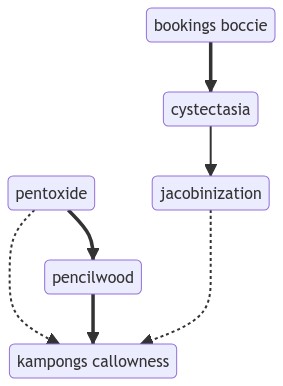 bookings boccie
cystectasia
pentoxide
jacobinization
pencilwood
kampongs callowness